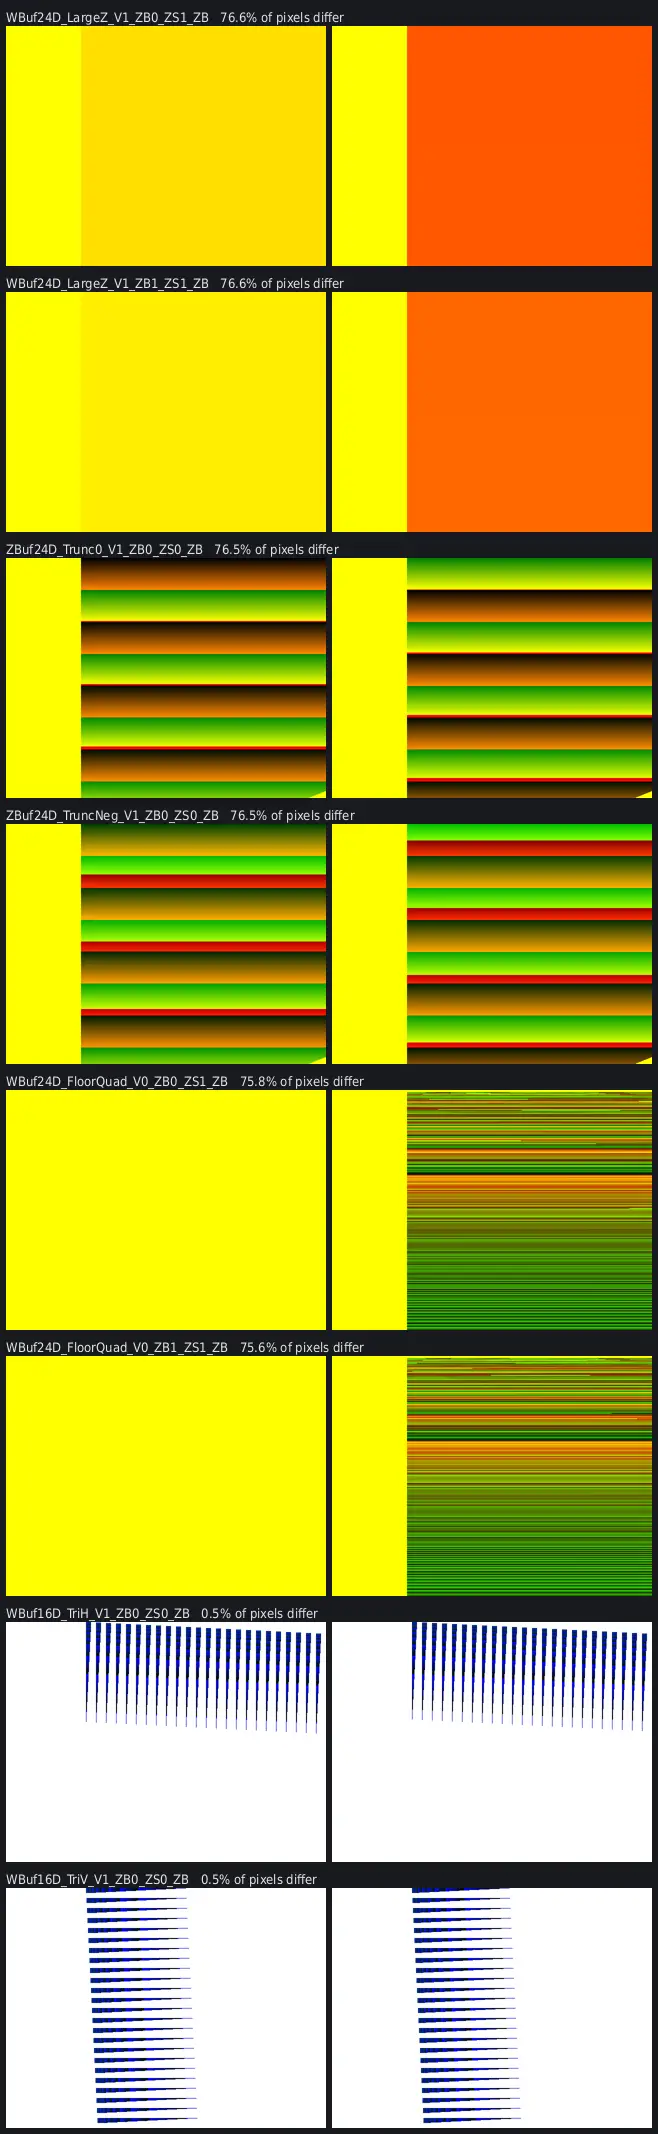 WBuf24D_LargeZ_V1_ZB0_ZS1_ZB 76.6% of pixels differ
WBuf24D_LargeZ_V1_ZB1_ZS1_ZB 76.6% of pixels differ
ZBuf24D_Trunc0_V1_ZB0_ZS0_ZB 76.5% of pixels differ
ZBuf24D_TruncNeg_V1_ZB0_ZS0_ZB 76.5% of pixels differ
WBuf24D_FloorQuad_V0_ZB0_ZS1_ZB 75.8% of pixels differ
WBuf24D_FloorQuad_V0_ZB1_ZS1_ZB 75.6% of pixels differ
WBuf16D_TriH_V1_ZB0_ZS0_ZB 0.5% of pixels differ
WBuf16D_TriV_V1_ZB0_ZS0_ZB 0.5% of pixels differ